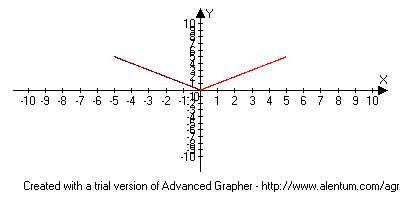 Y
10
X
-10 -9 -8 -7 -6 -5 -4 -3 -2 -1 0 1 2 3 4 5 6 7 8 9 10
-10
Created with a trial version of Advanced Grapher - http://www.alentum.com/agr